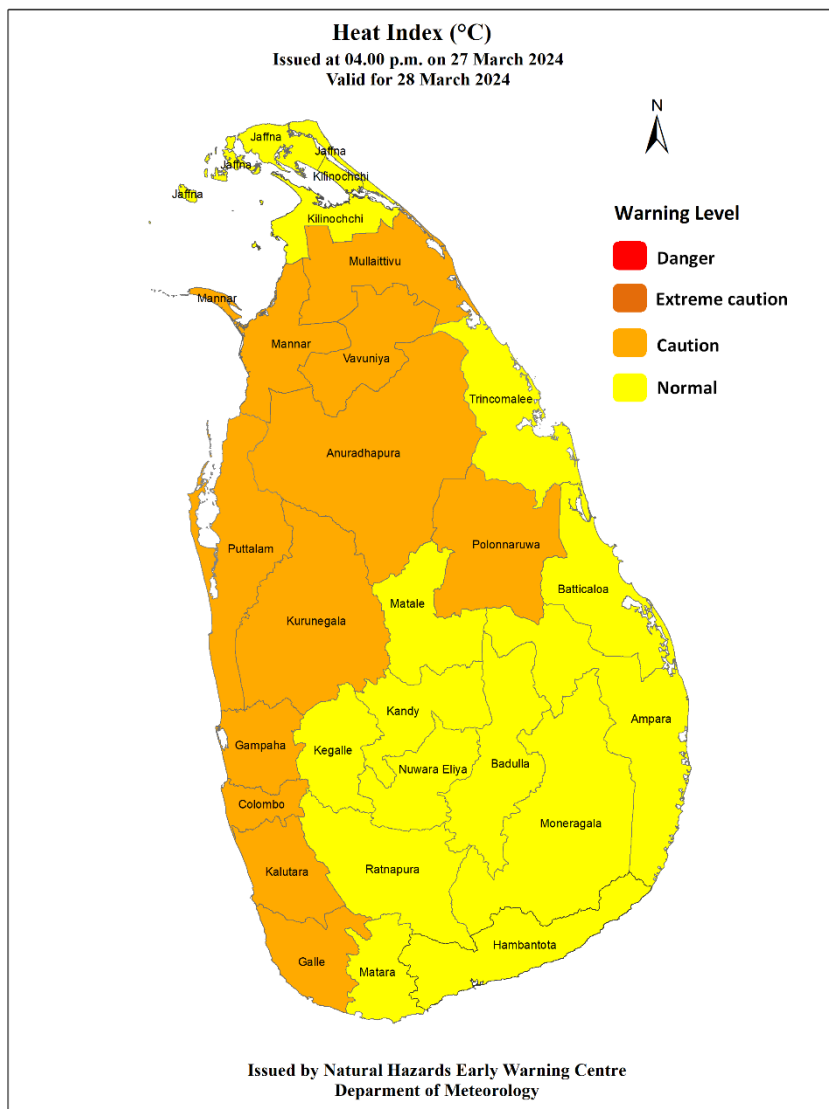 Heat Index (°C)
Issued at 04.00 p.m. on 27 March 2024
Valid for 28 March 2024
N
Jaffna
Jaffna
Jaffna
Kilinochchi
Jaffna
Kilinochchi
Warning Level
Danger
Extreme caution
Caution
Normal
Mullaittivu
Mannar
Mannar
Vavuniya
Trincomalee
Anuradhapura
Polonnaruwa
Puttalam
Batticaloa
Matale
Kurunegala
Kandy
Ampara
Gampaha
Kegalle
Badulla
Nuwara Eliya
Colombo
Moneragala
Kalutara
Ratnapura
Hambantota
Galle
Matara
Issued by Natural Hazards Early Warning Centre
Deparment of Meteorology